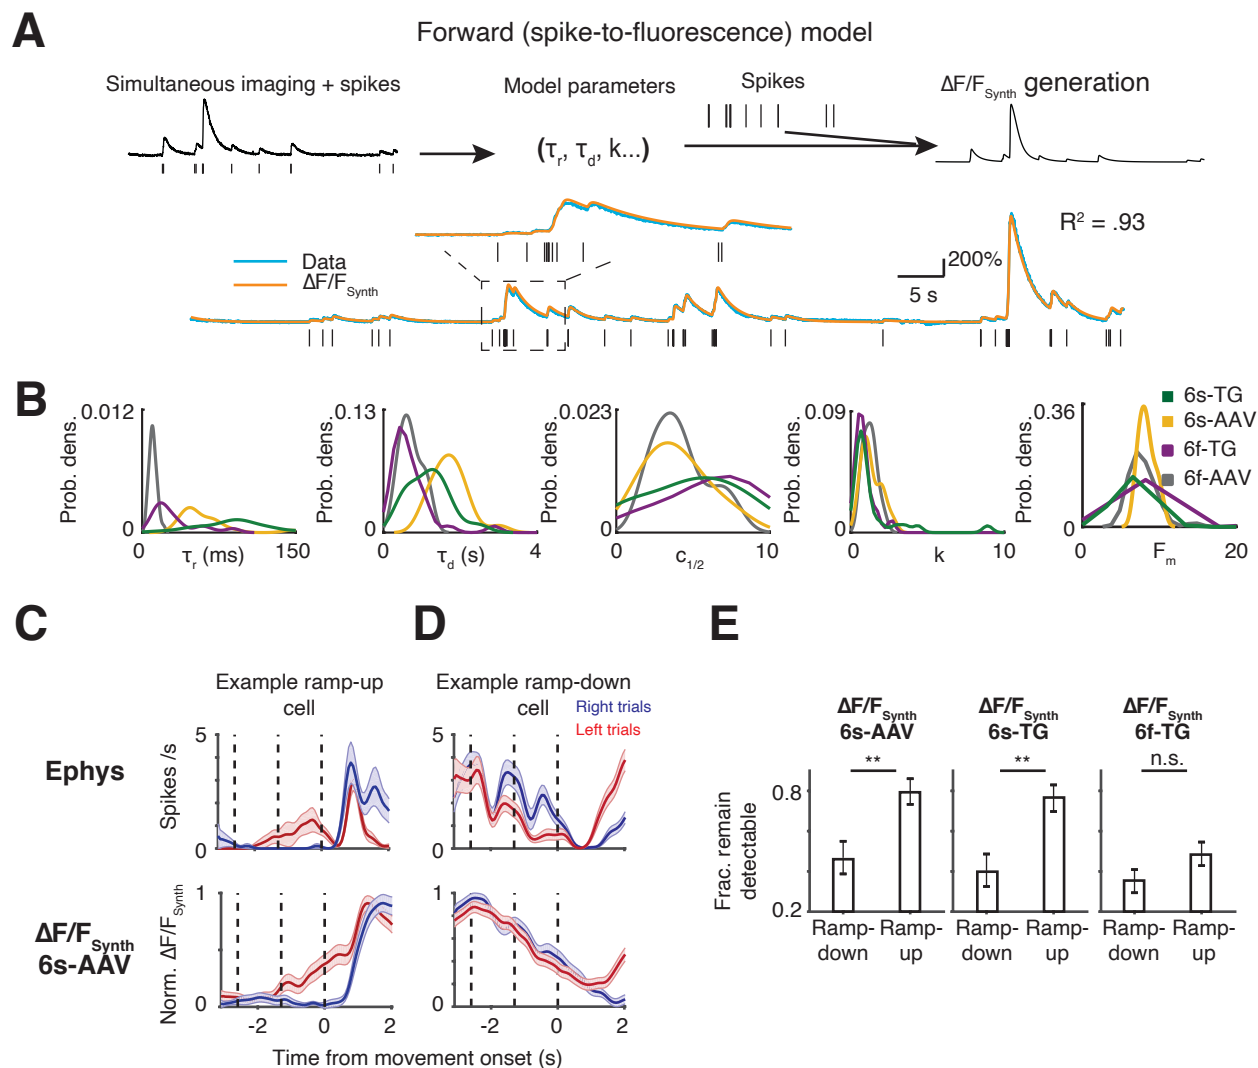 A
Forward (spike-to-fluorescence) model
Simultaneous imaging + spikes
Model parameters
Spikes
ΔF/F Synth generation
(τr, τd, k...)
R² = .93
Data
ΔF/F Synth
200%
5 s
B
Prob. dens.
0.012
0
0
150
τr (ms)
Prob. dens.
0.13
0
0
4
τd (s)
Prob. dens.
0.023
0
0
10
c1/2
Prob. dens.
0.09
0
0
10
k
Prob. dens.
0.36
0
0
20
Fm
6s-TG
6s-AAV
6f-TG
6f-AAV
C
D
E
Example ramp-up
cell
Example ramp-down
cell
Right trials
Left trials
Ephys
Spikes /s
5
0
5
0
ΔF/F Synth
6s-AAV
Norm. ΔF/F Synth
1
0
-2
0
2
1
0
-2
0
2
Time from movement onset (s)
ΔF/F Synth
6s-AAV
ΔF/F Synth
6s-TG
ΔF/F Synth
6f-TG
**
**
n.s.
Frac. remain
detectable
0.8
0.2
Ramp-
down
Ramp-
up
Ramp-
down
Ramp-
up
Ramp-
down
Ramp-
up